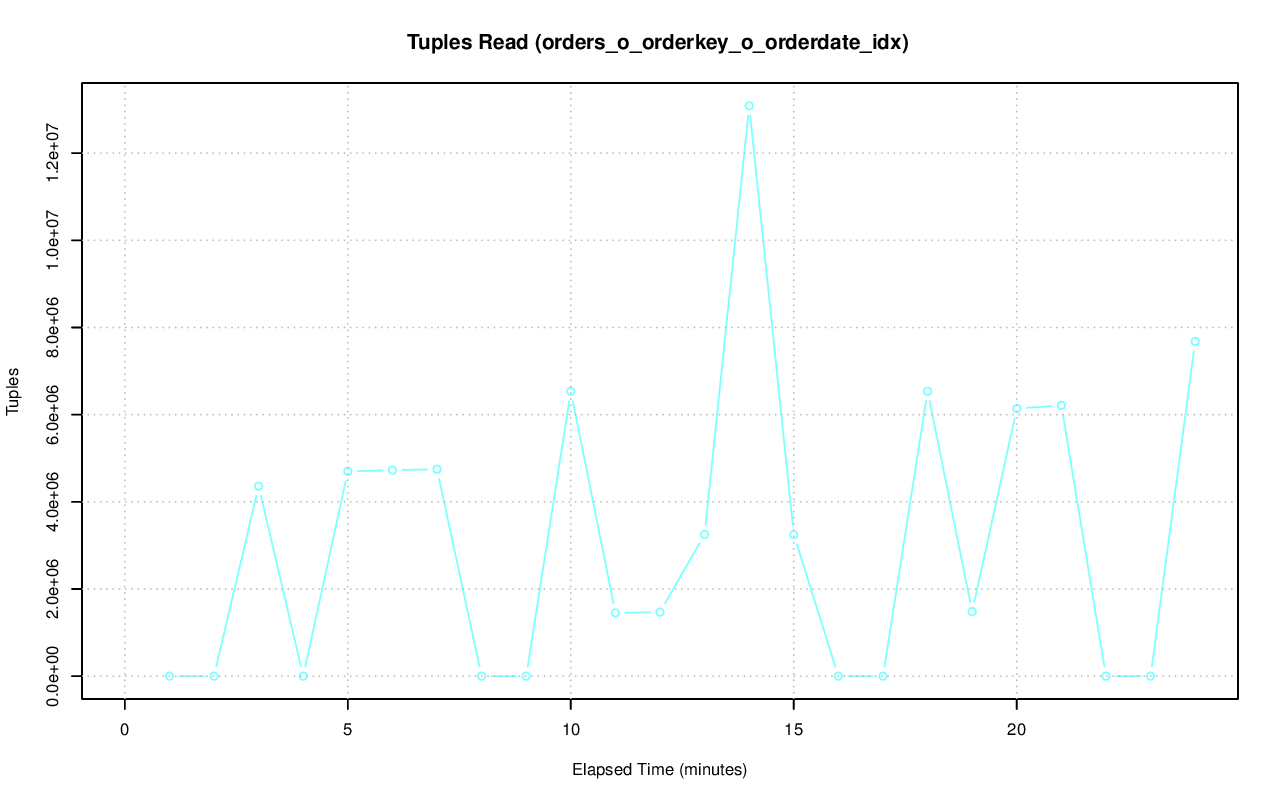 Tuples Read (orders_o_orderkey_o_orderdate_idx)
1.2e+07
1.0e+07
8.0e+06
6.0e+06
4.0e+06
2.0e+06
0.0e+00
Tuples
0 5 10 15 20
Elapsed Time (minutes)